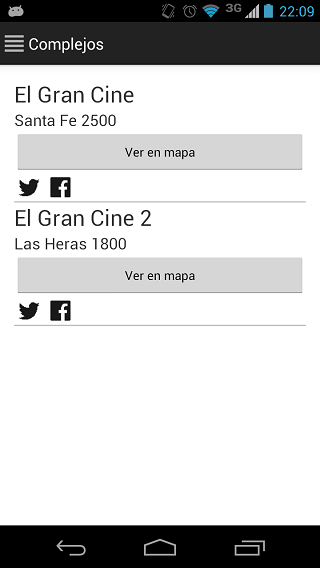 3G 22:09
Complejos
El Gran Cine
Santa Fe 2500
Ver en mapa
El Gran Cine 2
Las Heras 1800
Ver en mapa